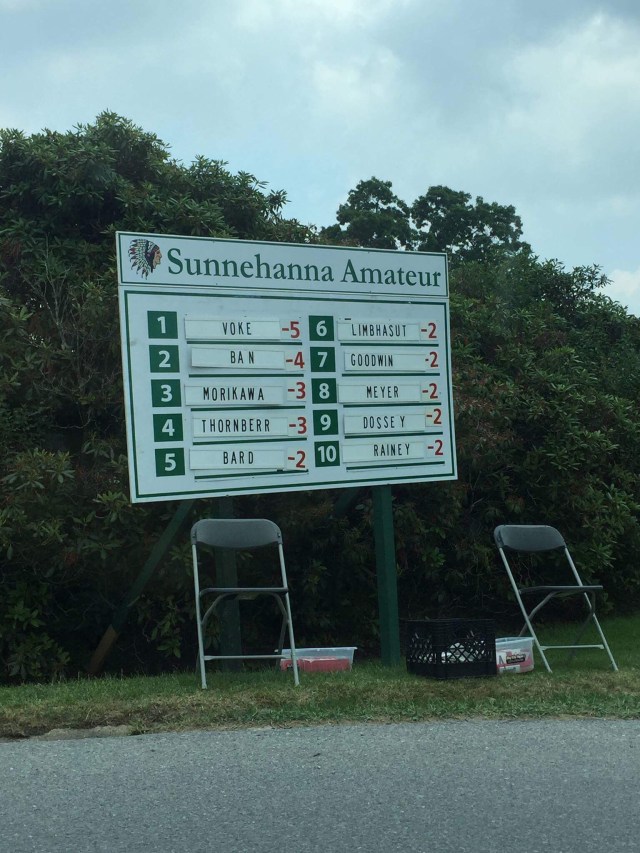 Sunnehanna Amateur
1 VOKE -5
2 BAN -4
3 MORIKAWA -3
4 THORNBERR -3
5 BARD -2
6 LIMBHASUT -2
7 GOODWIN -2
8 MEYER -2
9 DOSSEY -2
10 RAINEY -2